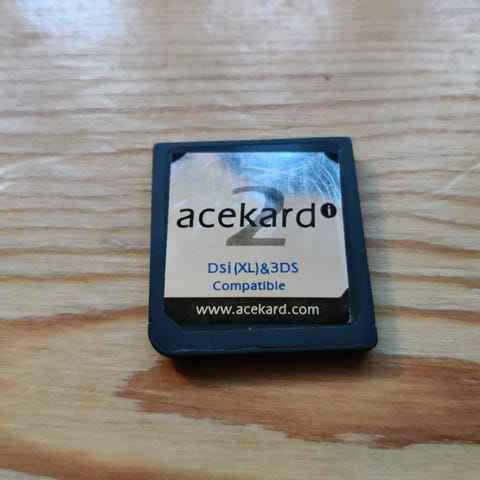 acekard i
2
Dsi(XL)&3DS
Compatible
www.acekard.com